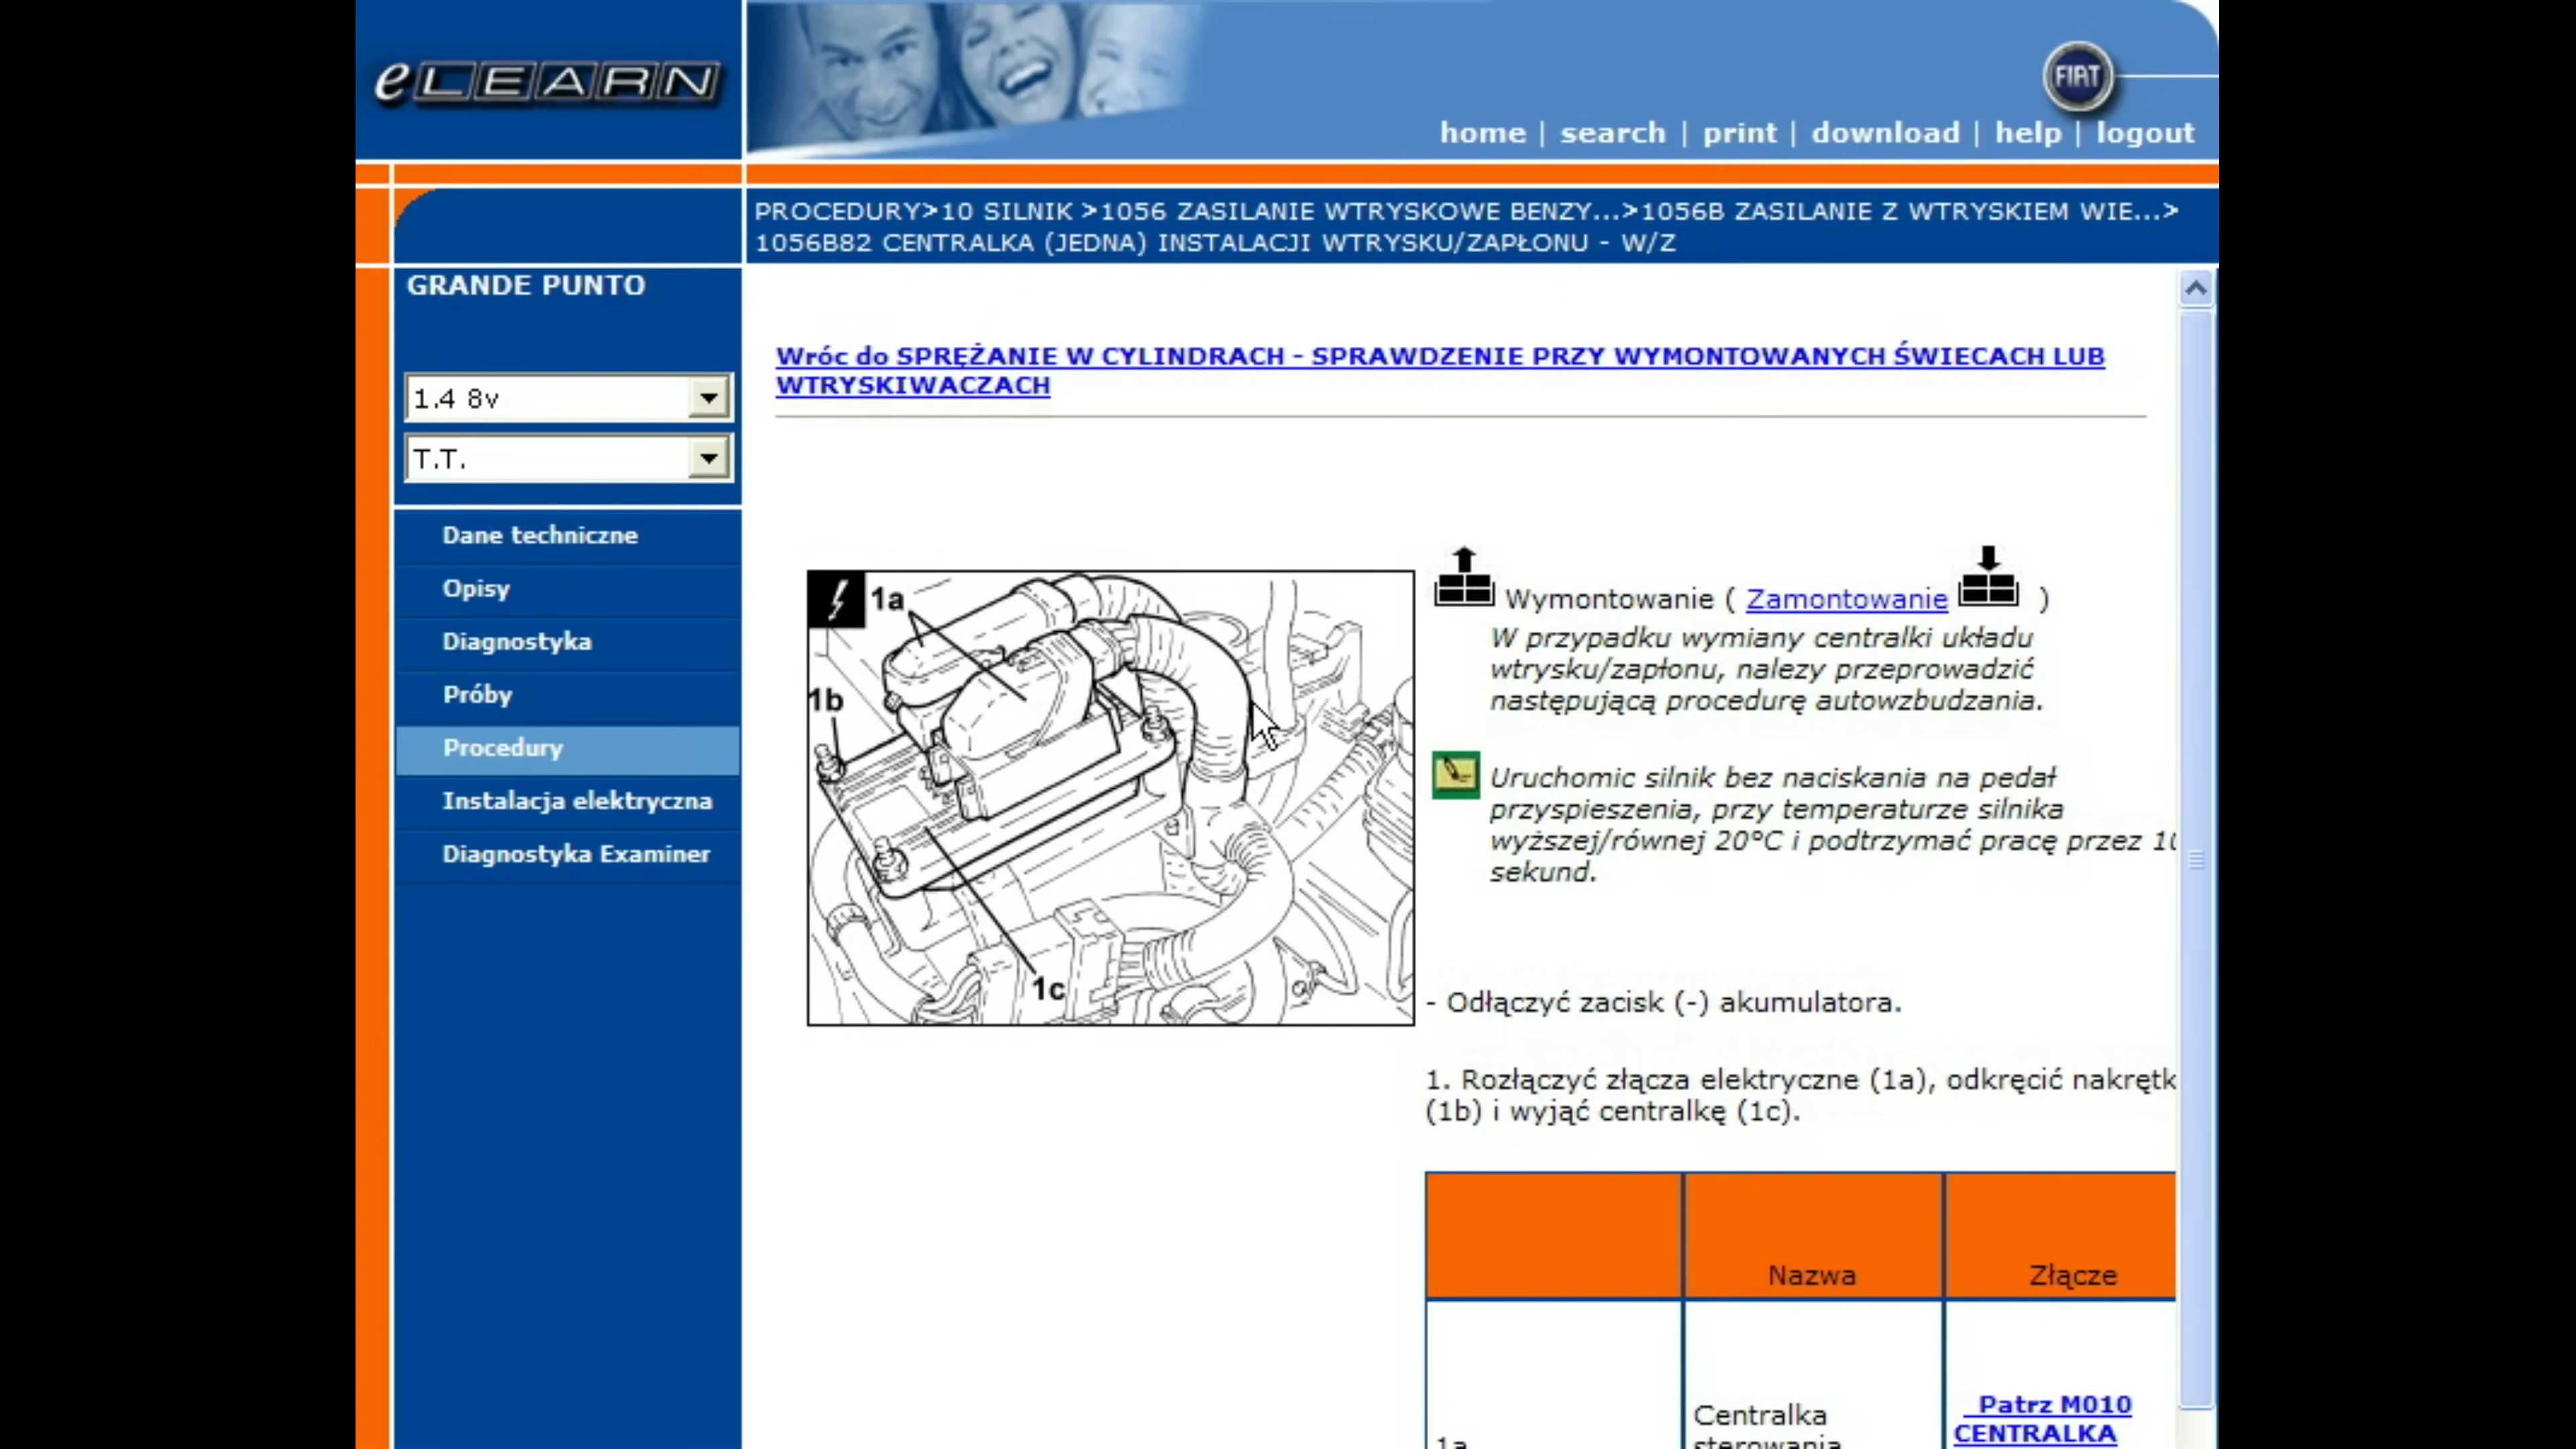 eLEARN
FIAT
home | search | print | download | help | logout
PROCEDURY>10 SILNIK >1056 ZASILANIE WTRYSKOWE BENZY...>1056B ZASILANIE Z WTRYSKIEM WIE...>
1056B82 CENTRALKA (JEDNA) INSTALACJI WTRYSKU/ZAPŁONU - W/Z
GRANDE PUNTO
1.4 8v
T.T.
Dane techniczne
Opisy
Diagnostyka
Próby
Procedury
Instalacja elektryczna
Diagnostyka Examiner
Wróc do SPRĘŻANIE W CYLINDRACH - SPRAWDZENIE PRZY WYMONTOWANYCH ŚWIECACH LUB
WTRYSKIWACZACH
1a
1b
1c
Wymontowanie ( Zamontowanie )
W przypadku wymiany centralki układu
wtrysku/zapłonu, nalezy przeprowadzić
następującą procedurę autowzbudzania.
Uruchomic silnik bez naciskania na pedał
przyspieszenia, przy temperaturze silnika
wyższej/równej 20°C i podtrzymać pracę przez
sekund.
- Odłączyć zacisk (-) akumulatora.
1. Rozłączyć złącza elektryczne (1a), odkręcić nakrętk
(1b) i wyjąć centralkę (1c).
Nazwa
Złącze
1a
Centralka
sterowania
Patrz M010
CENTRALKA